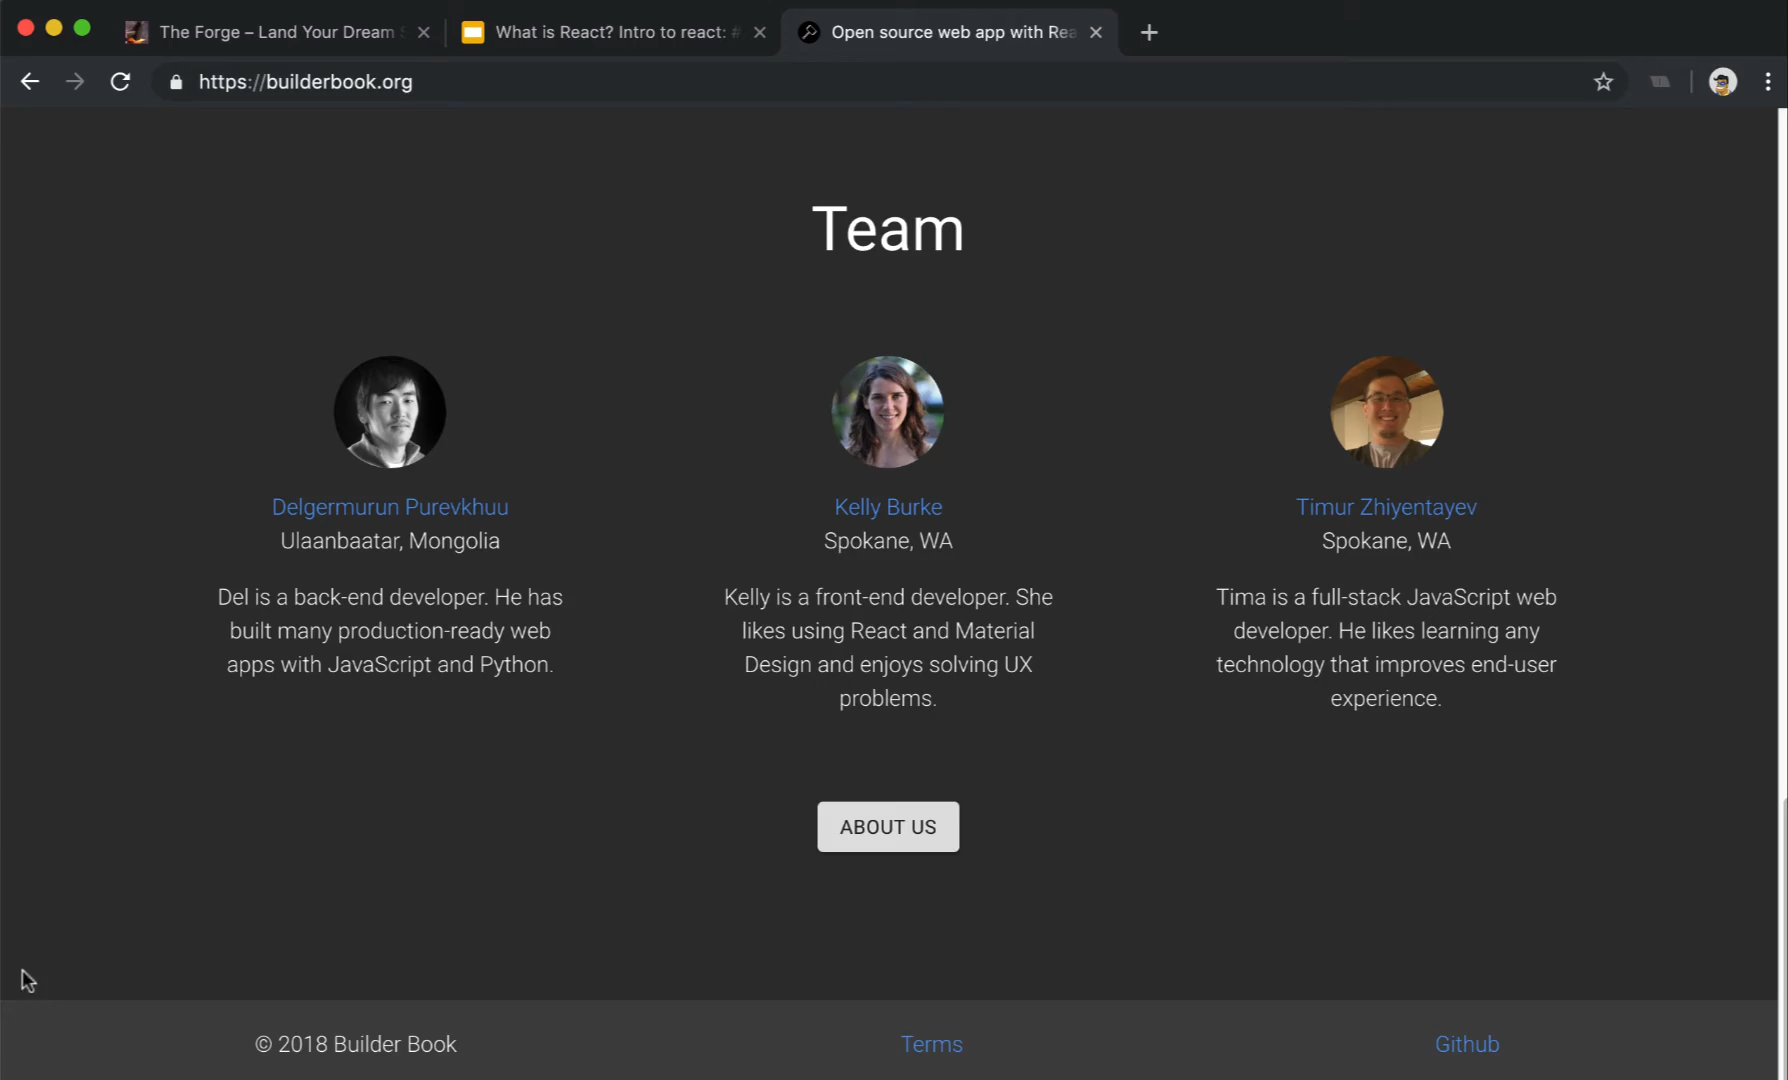 The Forge – Land Your Dream
What is React? Intro to react: #
Open source web app with Rea
https://builderbook.org
Team
Delgermurun Purevkhuu
Ulaanbaatar, Mongolia
Del is a back-end developer. He has
built many production-ready web
apps with JavaScript and Python.
Kelly Burke
Spokane, WA
Kelly is a front-end developer. She
likes using React and Material
Design and enjoys solving UX
problems.
Timur Zhiyentayev
Spokane, WA
Tima is a full-stack JavaScript web
developer. He likes learning any
technology that improves end-user
experience.
ABOUT US
© 2018 Builder Book
Terms
Github